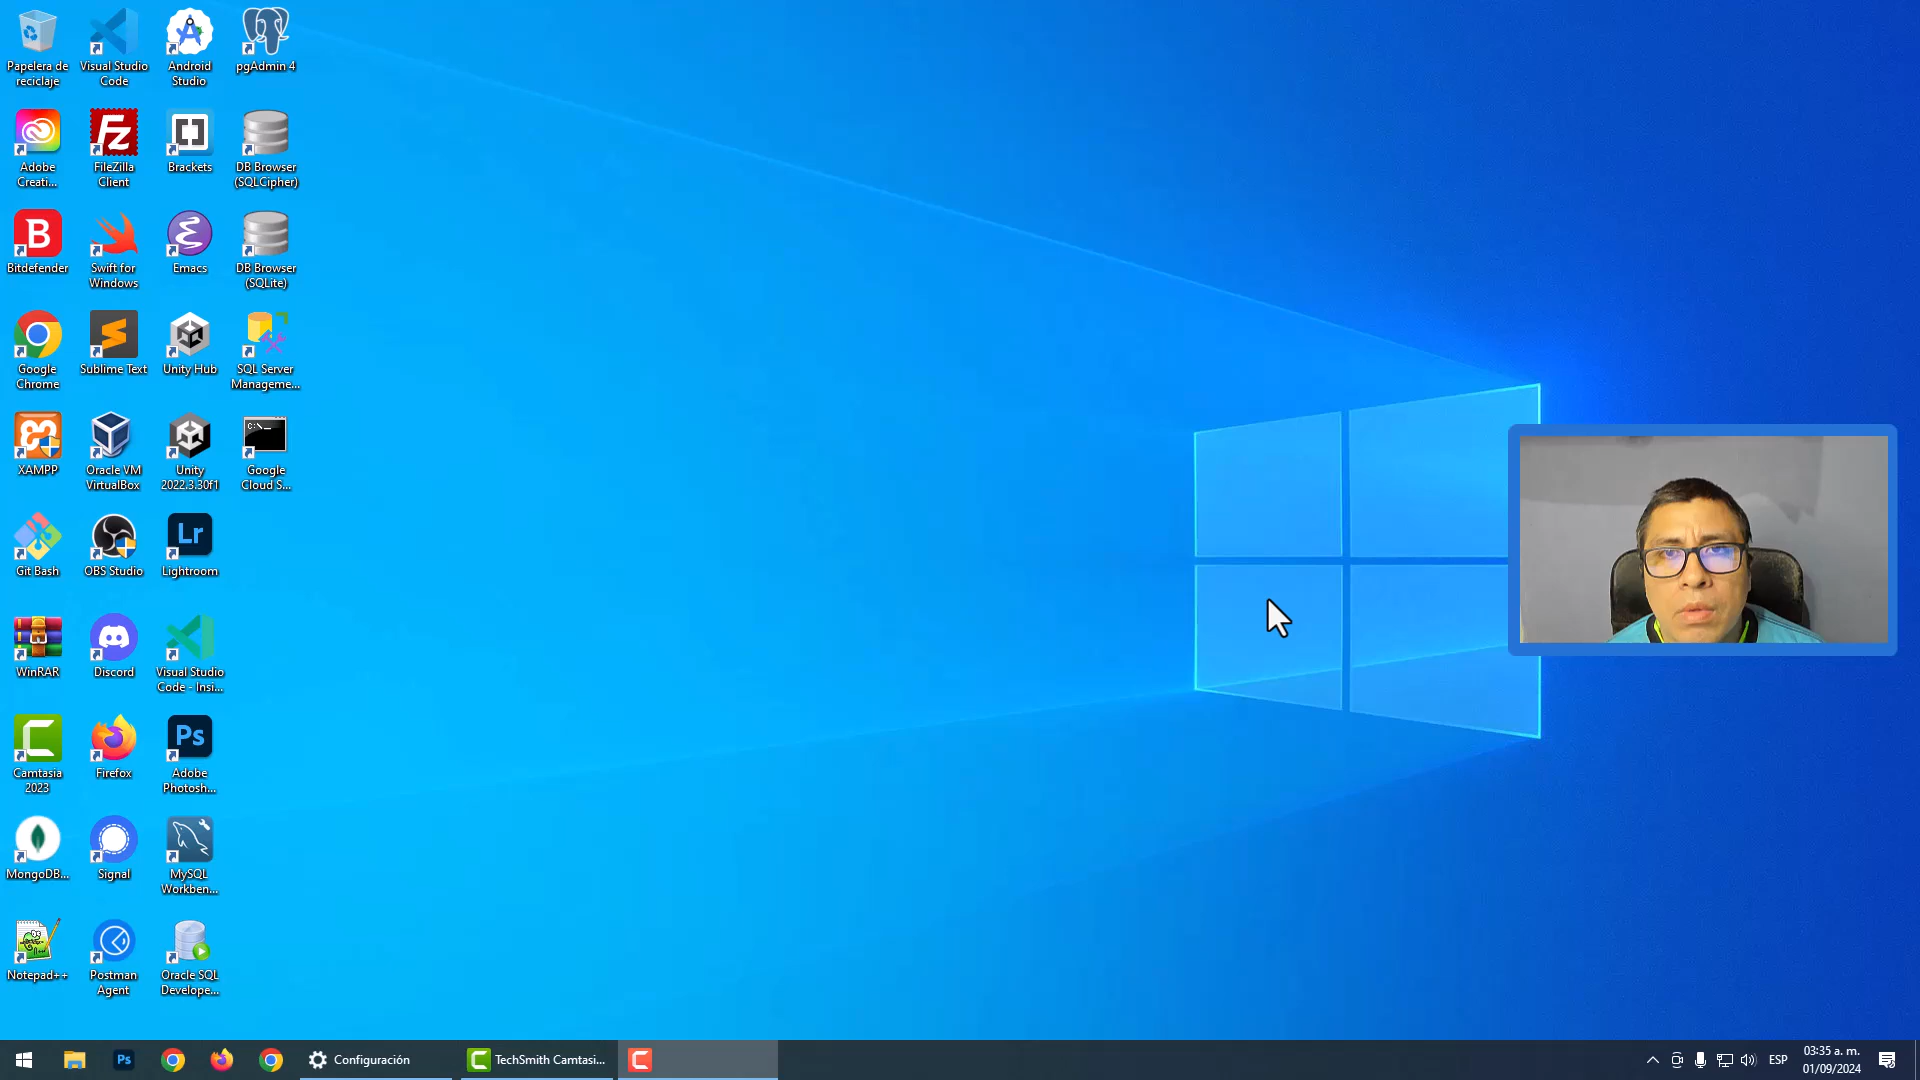 Papelera de
reciclaje
Visual Studio
Code
Android
Studio
pgAdmin 4
Adobe
Creati...
FileZilla
Client
Brackets
DB Browser
(SQLCipher)
Bitdefender
Swift for
Windows
Emacs
DB Browser
(SQLite)
Google
Chrome
Sublime Text
Unity Hub
SQL Server
Manageme...
XAMPP
Oracle VM
VirtualBox
Unity
2022.3.30f1
Google
Cloud S...
Git Bash
OBS Studio
Lightroom
WinRAR
Discord
Visual Studio
Code - Insi...
Camtasia
2023
Firefox
Adobe
Photosh...
MongoDB...
Signal
MySQL
Workben...
Notepad++
Postman
Agent
Oracle SQL
Develope...
B
Fz
Lr
Ps
C:\._
Ps
Configuración
TechSmith Camtasi...
ESP
03:35 a. m.
01/09/2024